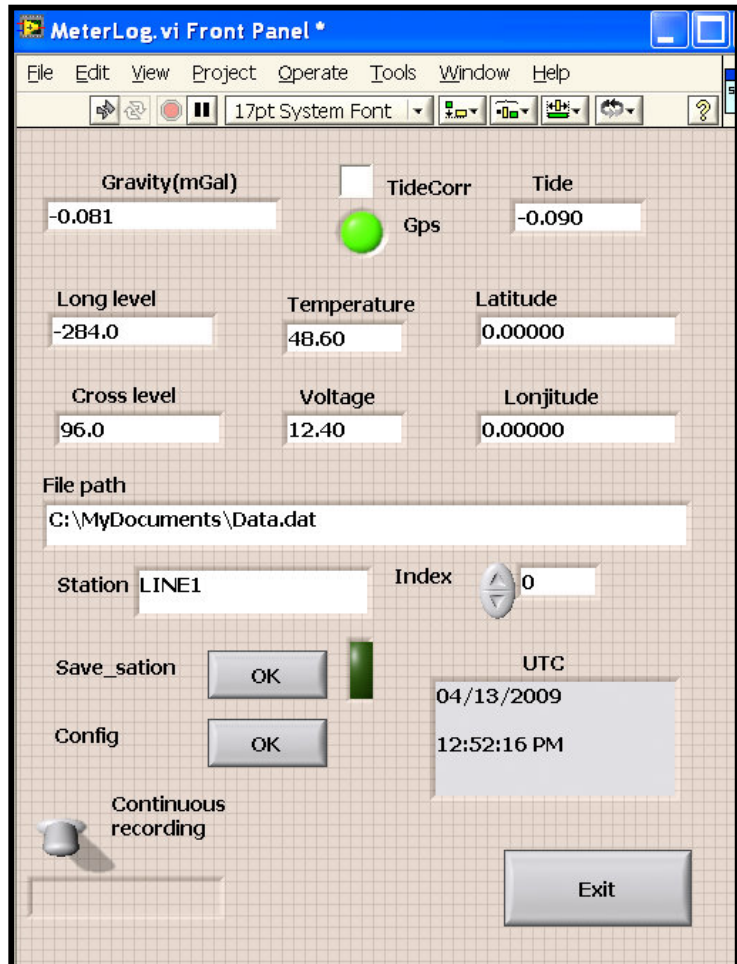 MeterLog.vi Front Panel *
File Edit View Project Operate Tools Window Help
17pt System Font
?
Gravity(mGal)
-0.081
TideCorr
Gps
Tide
-0.090
Long level
-284.0
Temperature
48.60
Latitude
0.00000
Cross level
96.0
Voltage
12.40
Lonjitude
0.00000
File path
C:\MyDocuments\Data.dat
Station LINE1
Index 0
Save_sation OK
Config OK
UTC
04/13/2009
12:52:16 PM
Continuous
recording
Exit